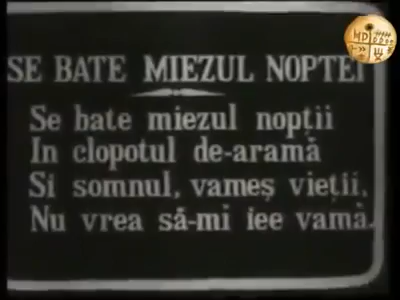 SE BATE MIEZUL NOPTEI
Se bate miezul nopții
In clopotul de-aramă
Si somnul, vameș vieții,
Nu vrea să-mi iee vamă.